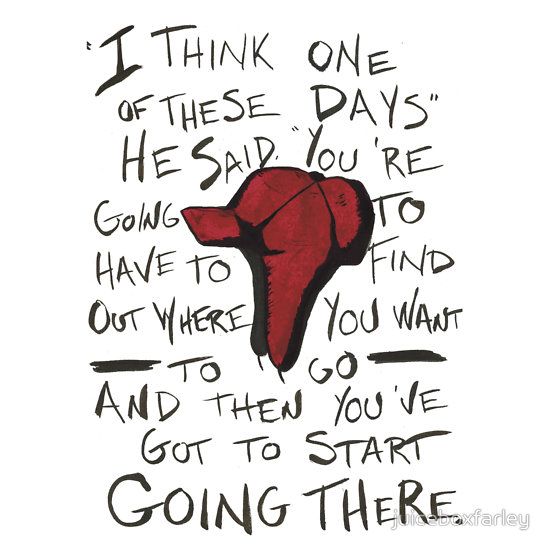 "I THINK ONE
OF THESE DAYS"
HE SAID. "YOU'RE
GOING TO
HAVE TO FIND
OUT WHERE YOU WANT
— TO GO —
AND THEN YOU'VE
GOT TO START
GOING THERE
juiceboxfarley